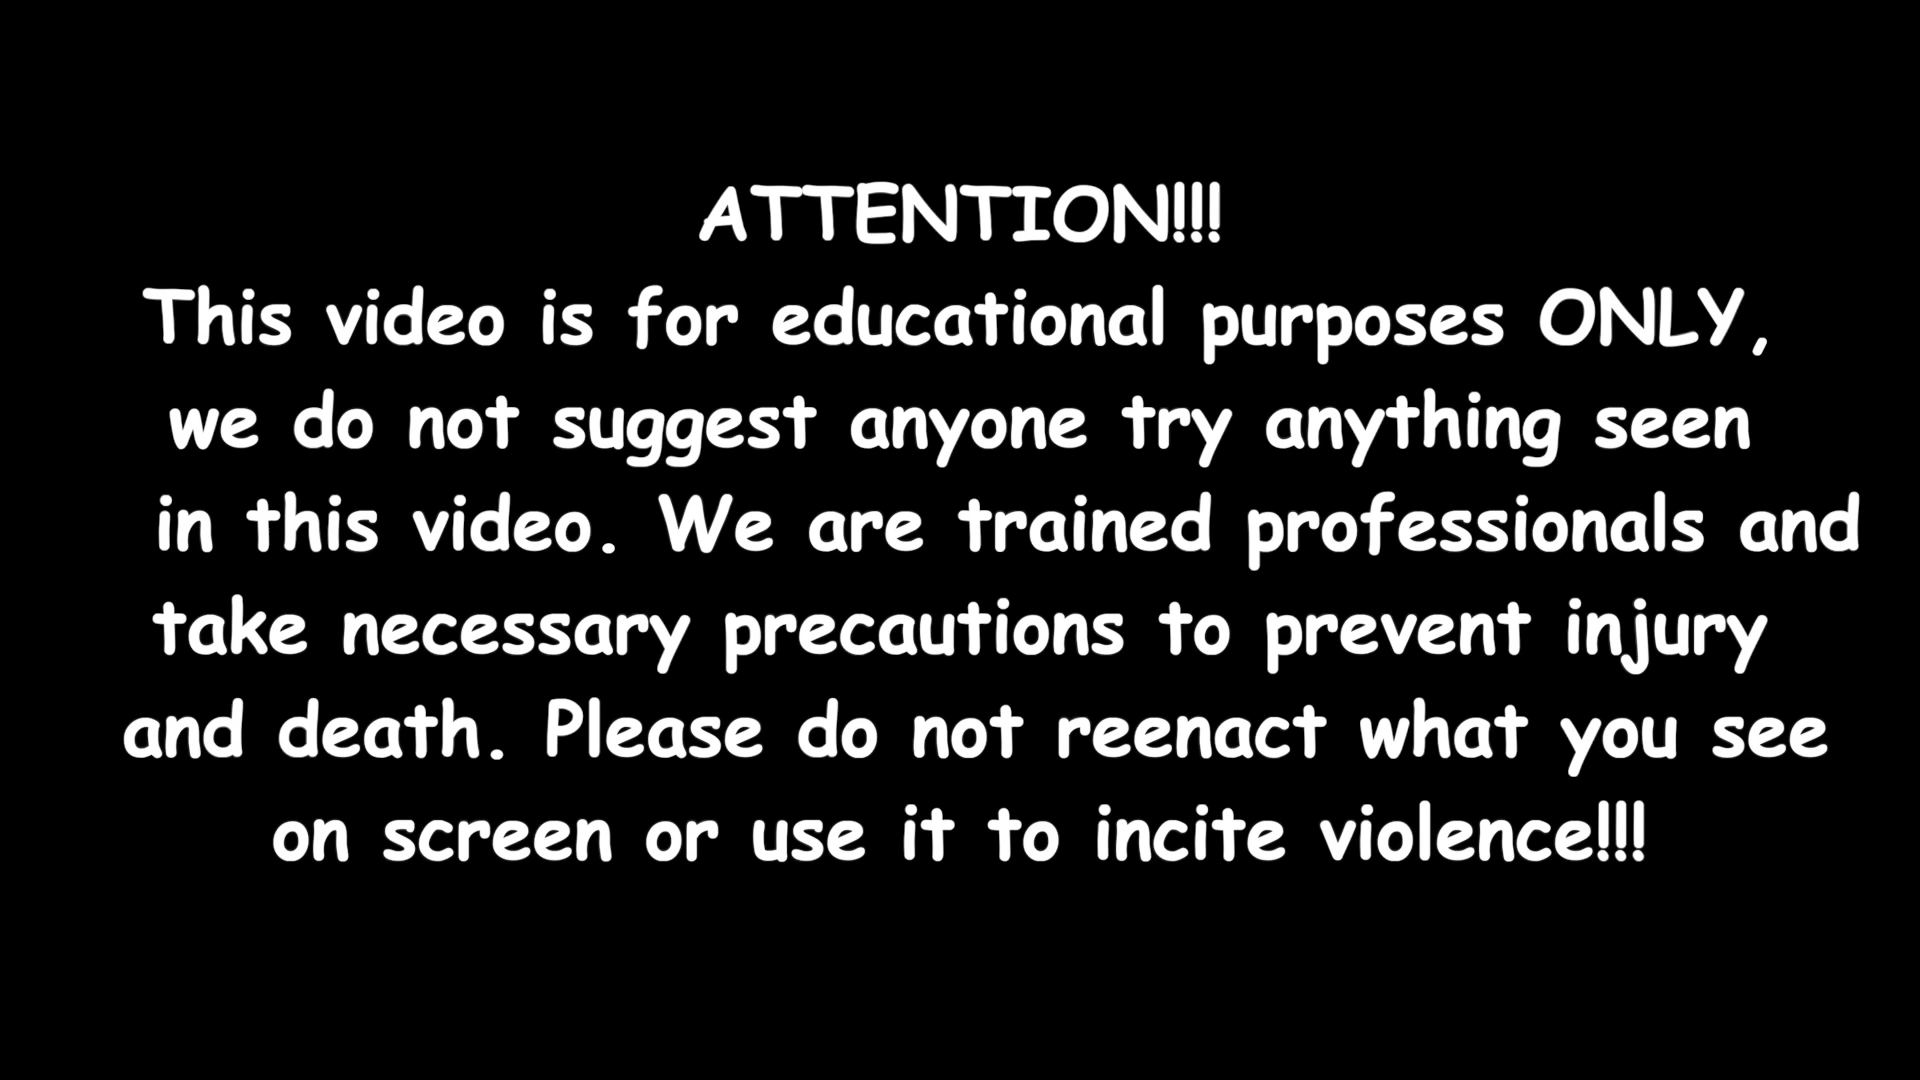 ATTENTION!!!
This video is for educational purposes ONLY,
we do not suggest anyone try anything seen
in this video. We are trained professionals and
take necessary precautions to prevent injury
and death. Please do not reenact what you see
on screen or use it to incite violence!!!